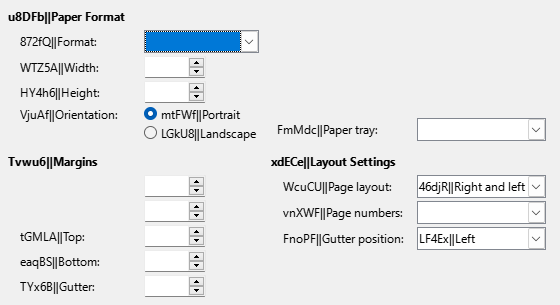 u8DFb||Paper Format
872fQ||Format:
WTZ5A||Width:
HY4h6||Height:
VjuAf||Orientation:
mtFWf||Portrait
LGkU8||Landscape
FmMdc||Paper tray:
Tvwu6||Margins
xdECe||Layout Settings
WcuCU||Page layout:
46djR||Right and left
vnXWF||Page numbers:
tGMLA||Top:
FnoPF||Gutter position:
LF4Ex||Left
eaqBS||Bottom:
TYx6B||Gutter: